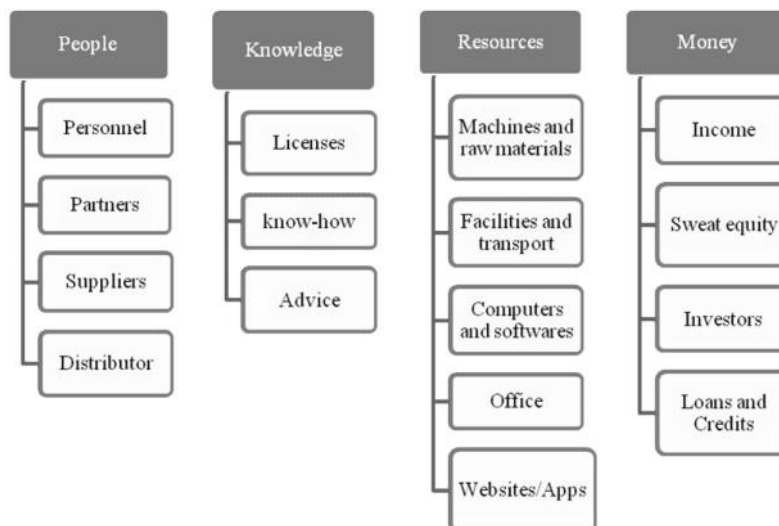 People
Personnel
Partners
Suppliers
Distributor
Knowledge
Licenses
know-how
Advice
Resources
Machines and
raw materials
Facilities and
transport
Computers
and softwares
Office
Websites/Apps
Money
Income
Sweat equity
Investors
Loans and
Credits